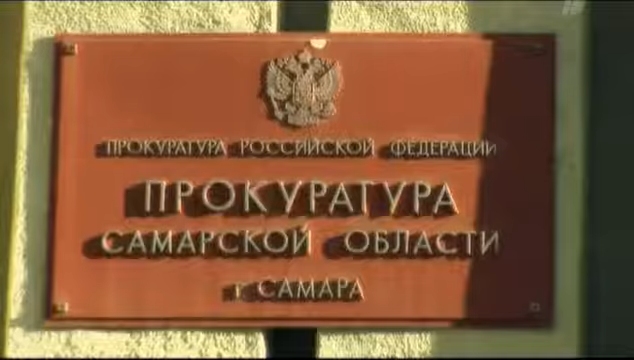 ПРОКУРАТУРА РОССИЙСКОЙ ФЕДЕРАЦИИ
ПРОКУРАТУРА
САМАРСКОЙ ОБЛАСТИ
г. САМАРА